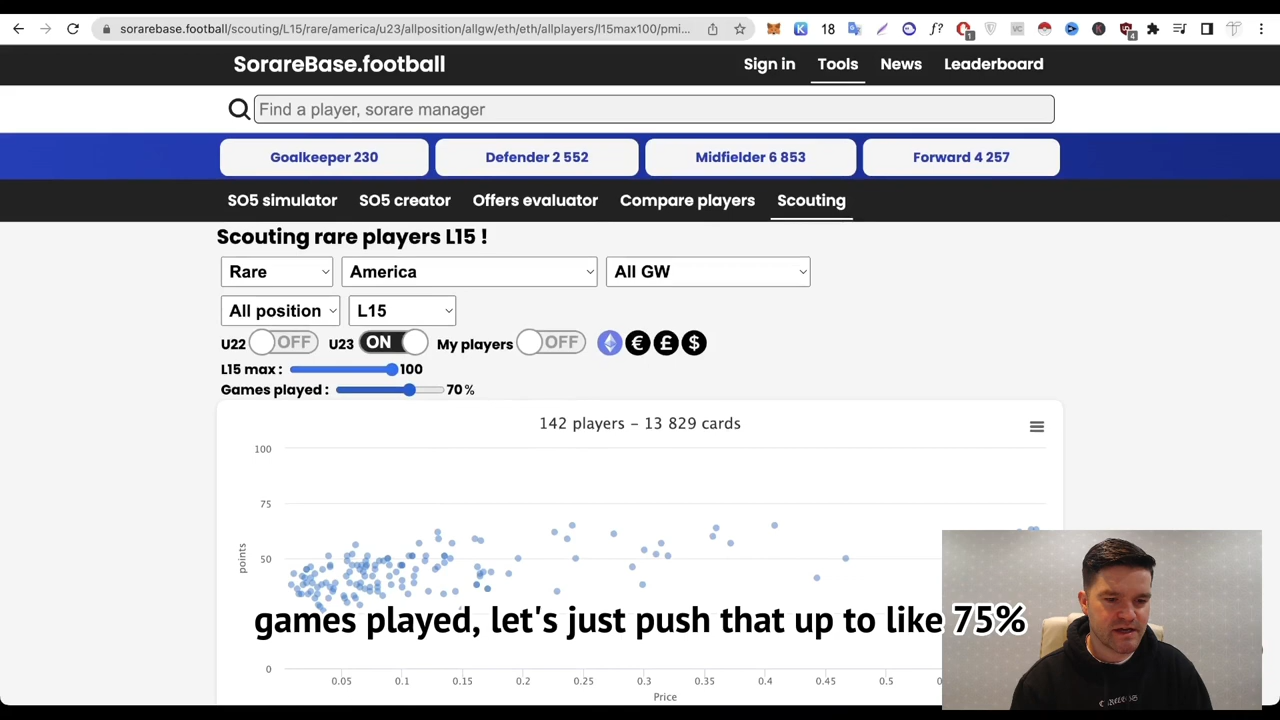 sorarebase.football/scouting/L15/rare/america/u23/allposition/allgw/eth/eth/allplayers/l15max100/pmi...
18
f?
VC
1
4
SorareBase.football
Sign in
Tools
News
Leaderboard
Find a player, sorare manager
Goalkeeper 230
Defender 2 552
Midfielder 6 853
Forward 4 257
SO5 simulator
SO5 creator
Offers evaluator
Compare players
Scouting
Scouting rare players L15 !
Rare
America
All GW
All position
L15
U22 OFF
U23 ON
My players OFF
€ £ $
L15 max : 100
Games played : 70 %
142 players – 13 829 cards
100
75
points
50
games played, let's just push that up to like 75%
0
0.05 0.1 0.15 0.2 0.25 0.3 0.35 0.4 0.45 0.5
Price